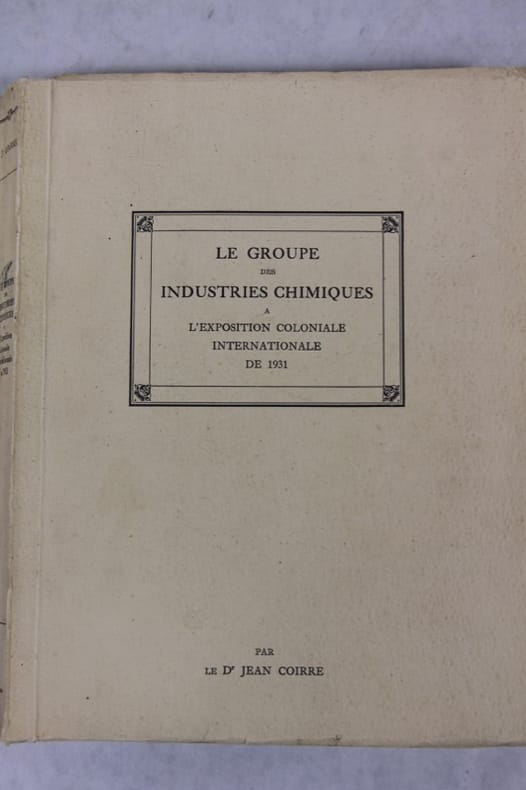 LE GROUPE
DES
INDUSTRIES CHIMIQUES
A
L'EXPOSITION COLONIALE
INTERNATIONALE
DE 1931
PAR
LE Dr JEAN COIRRE